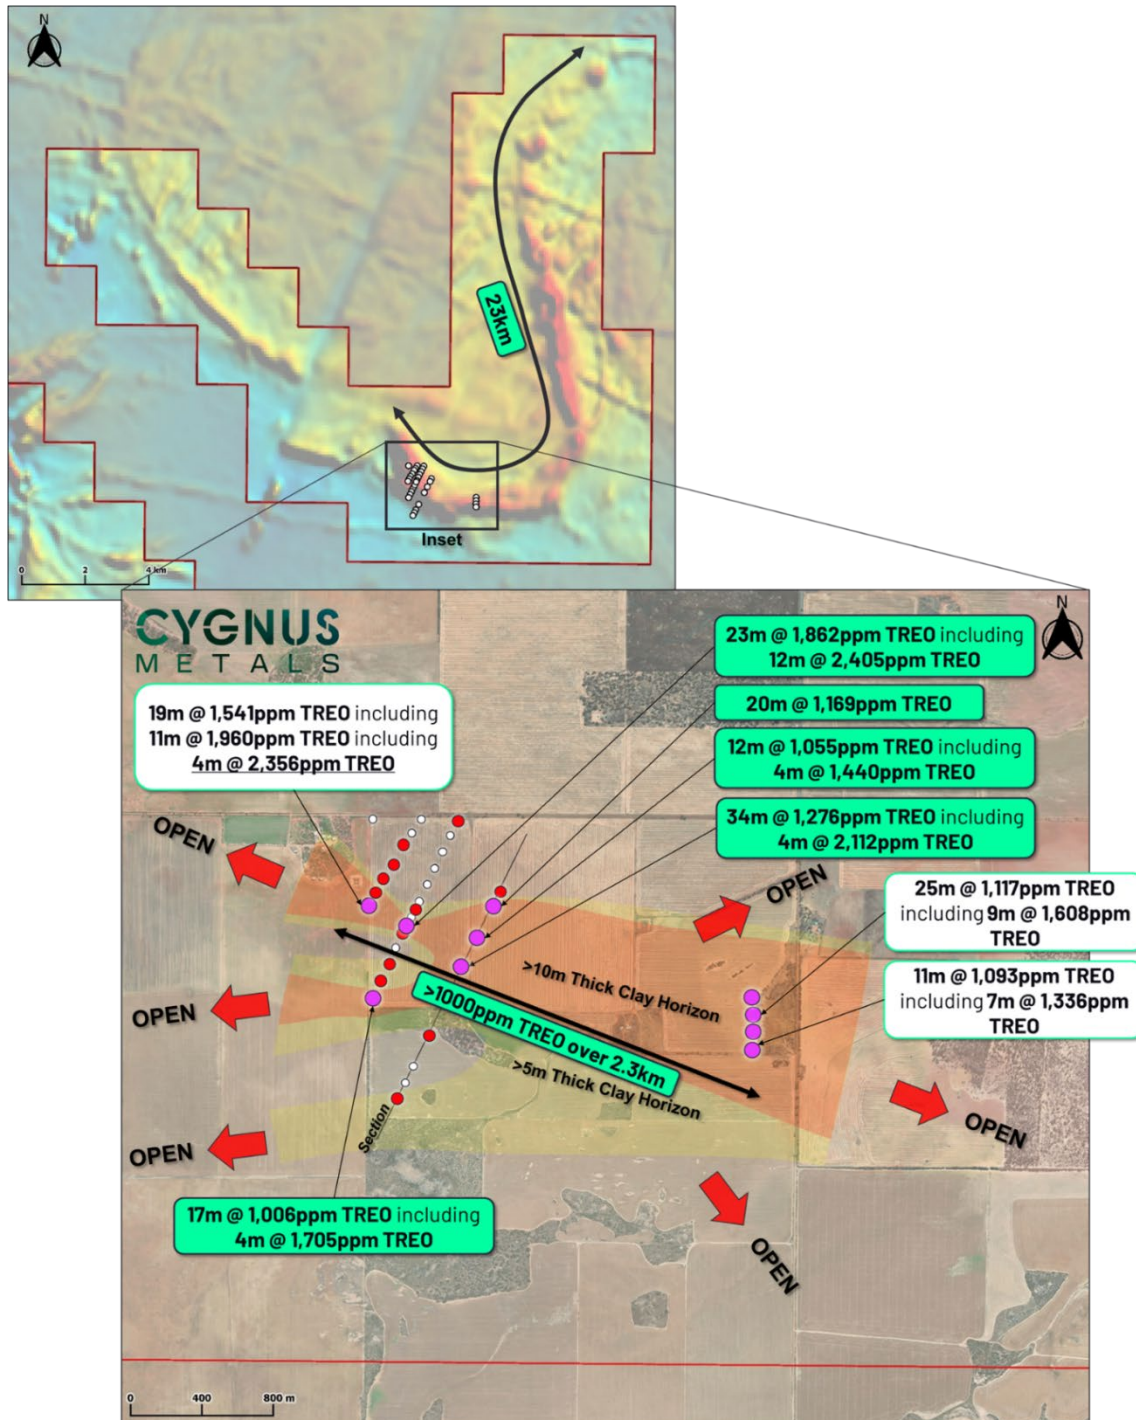 N
23km
Inset
0 2 4 km
CYGNUS
METALS
N
23m @ 1,862ppm TREO including
12m @ 2,405ppm TREO
20m @ 1,169ppm TREO
12m @ 1,055ppm TREO including
4m @ 1,440ppm TREO
34m @ 1,276ppm TREO including
4m @ 2,112ppm TREO
19m @ 1,541ppm TREO including
11m @ 1,960ppm TREO including
4m @ 2,356ppm TREO
OPEN
OPEN
25m @ 1,117ppm TREO
including 9m @ 1,608ppm
TREO
11m @ 1,093ppm TREO
including 7m @ 1,336ppm
TREO
>10m Thick Clay Horizon
>1000ppm TREO over 2.3km
>5m Thick Clay Horizon
OPEN
OPEN
OPEN
OPEN
Section
17m @ 1,006ppm TREO including
4m @ 1,705ppm TREO
0 400 800 m